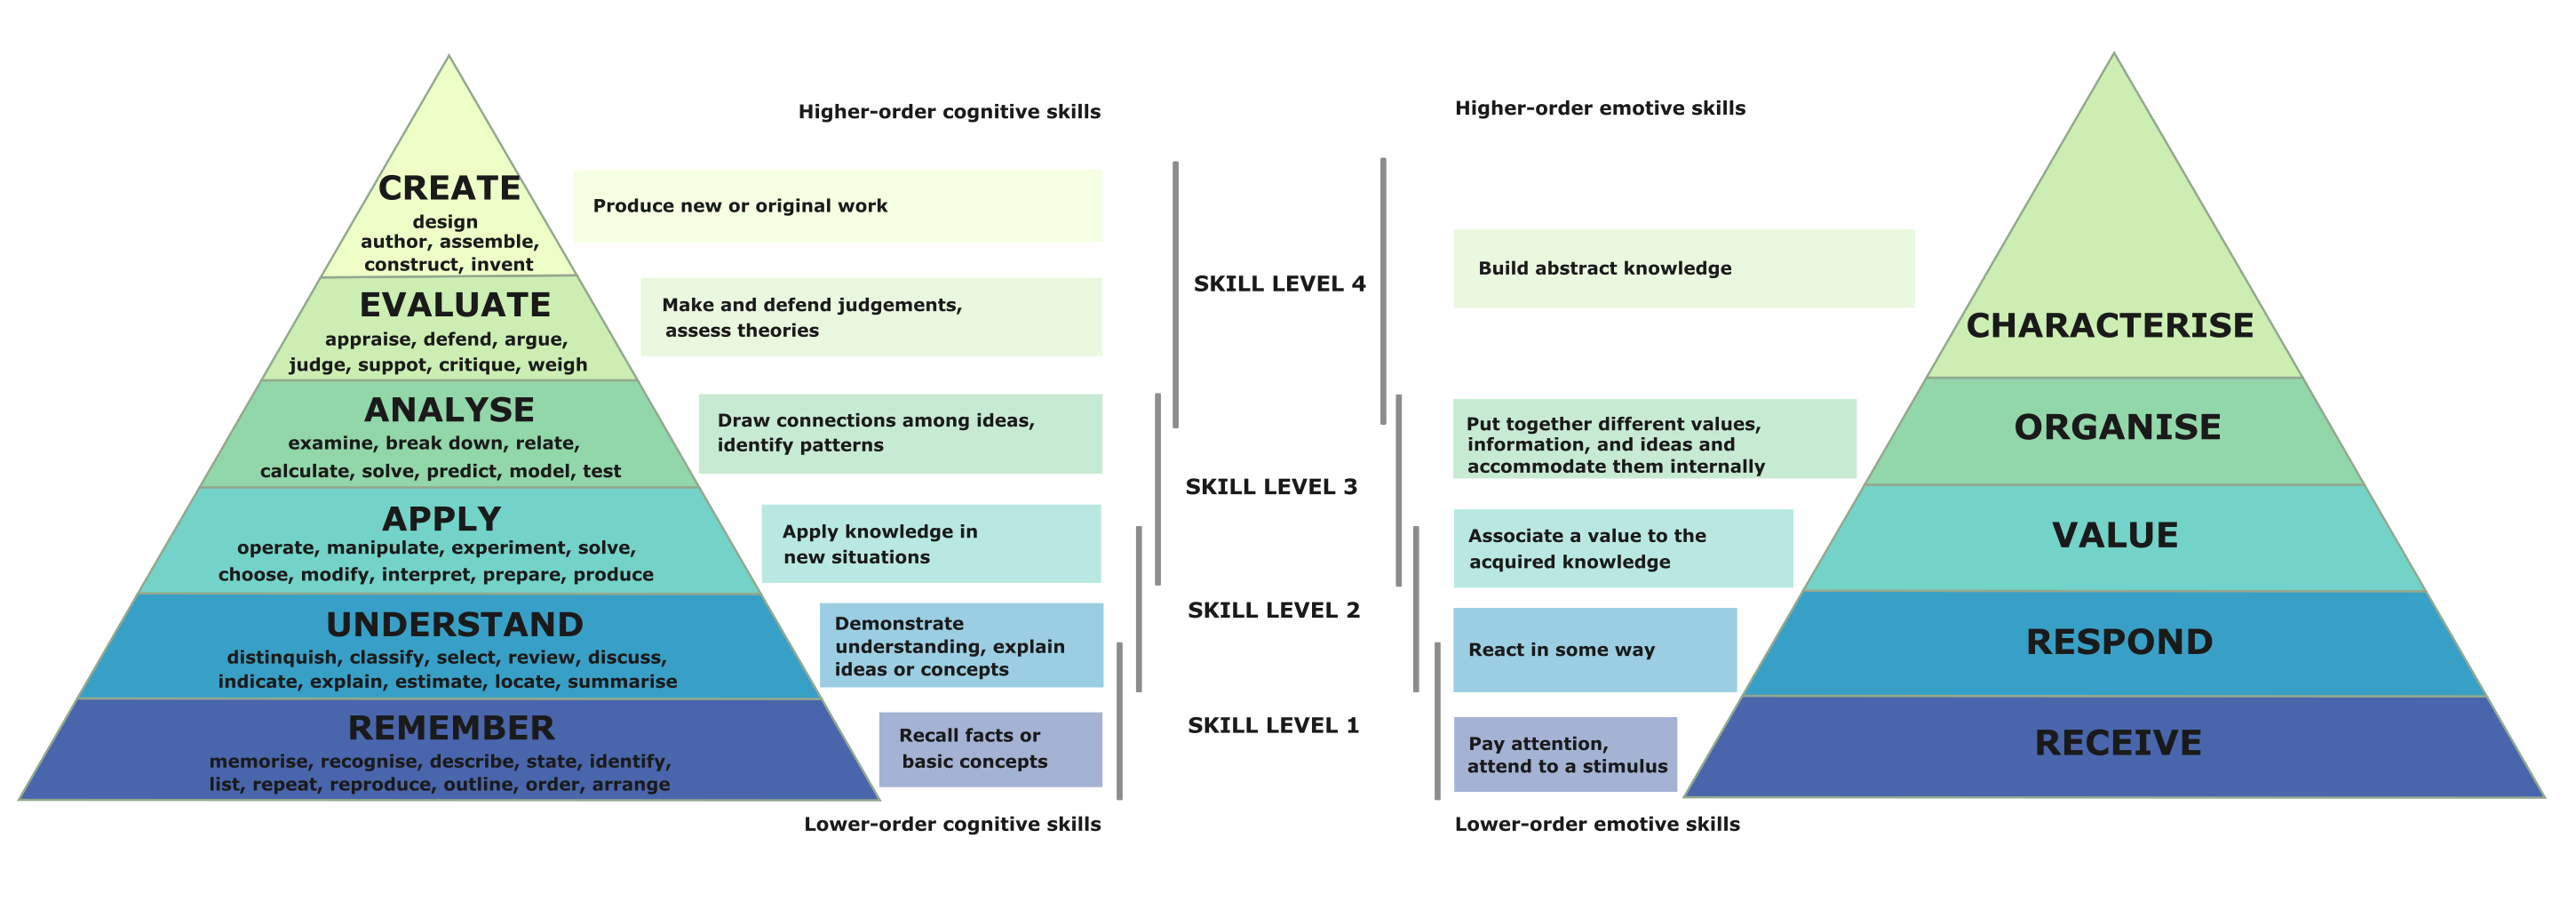 Higher-order cognitive skills
CREATE
design
author, assemble,
construct, invent
Produce new or original work
EVALUATE
appraise, defend, argue,
judge, suppot, critique, weigh
Make and defend judgements,
assess theories
ANALYSE
examine, break down, relate,
calculate, solve, predict, model, test
Draw connections among ideas,
identify patterns
APPLY
operate, manipulate, experiment, solve,
choose, modify, interpret, prepare, produce
Apply knowledge in
new situations
UNDERSTAND
distinquish, classify, select, review, discuss,
indicate, explain, estimate, locate, summarise
Demonstrate
understanding, explain
ideas or concepts
REMEMBER
memorise, recognise, describe, state, identify,
list, repeat, reproduce, outline, order, arrange
Recall facts or
basic concepts
Lower-order cognitive skills
SKILL LEVEL 4
SKILL LEVEL 3
SKILL LEVEL 2
SKILL LEVEL 1
Higher-order emotive skills
Build abstract knowledge
CHARACTERISE
Put together different values,
information, and ideas and
accommodate them internally
ORGANISE
Associate a value to the
acquired knowledge
VALUE
React in some way
RESPOND
Pay attention,
attend to a stimulus
RECEIVE
Lower-order emotive skills